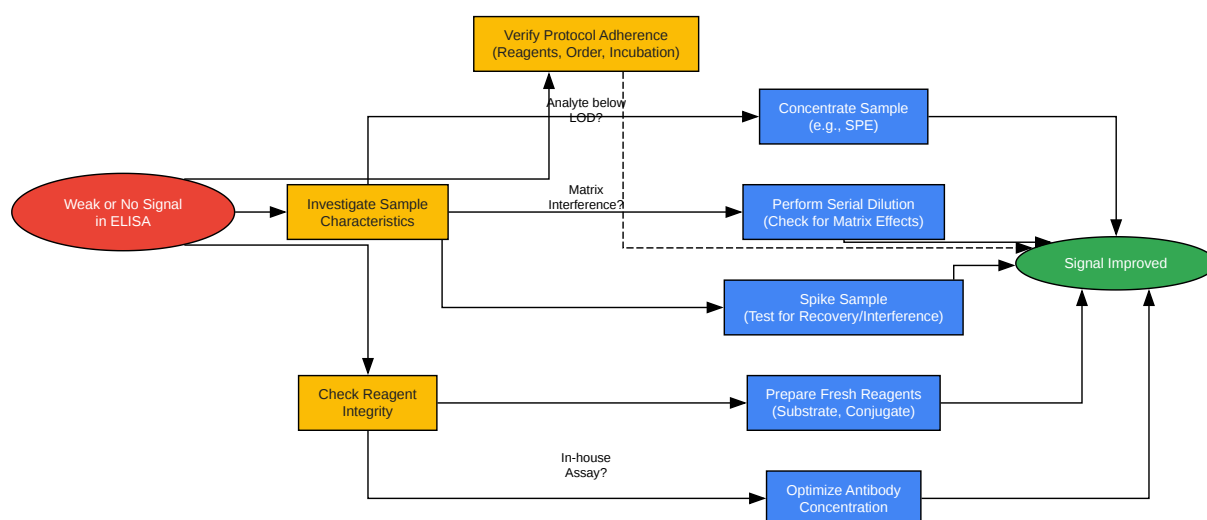 Verify Protocol Adherence
(Reagents, Order, Incubation)
Analyte below
LOD?
Concentrate Sample
(e.g., SPE)
Weak or No Signal
in ELISA
Investigate Sample
Characteristics
Matrix
Interference?
Perform Serial Dilution
(Check for Matrix Effects)
Signal Improved
Spike Sample
(Test for Recovery/Interference)
Check Reagent
Integrity
Prepare Fresh Reagents
(Substrate, Conjugate)
In-house
Assay?
Optimize Antibody
Concentration